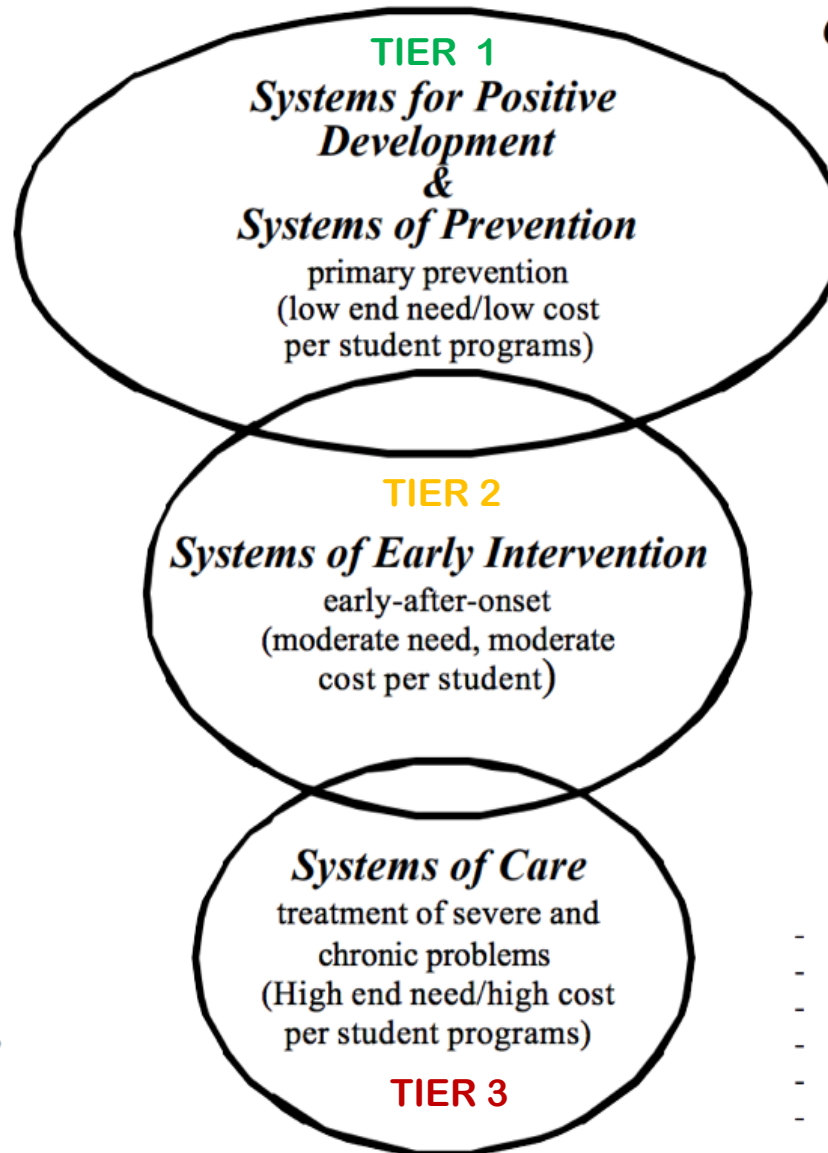 TIER 1
Systems for Positive
Development
&
Systems of Prevention
primary prevention
(low end need/low cost
per student programs)
TIER 2
Systems of Early Intervention
early-after-onset
(moderate need, moderate
cost per student)
Systems of Care
treatment of severe and
chronic problems
(High end need/high cost
per student programs)
TIER 3
-
-
-
-
-
-